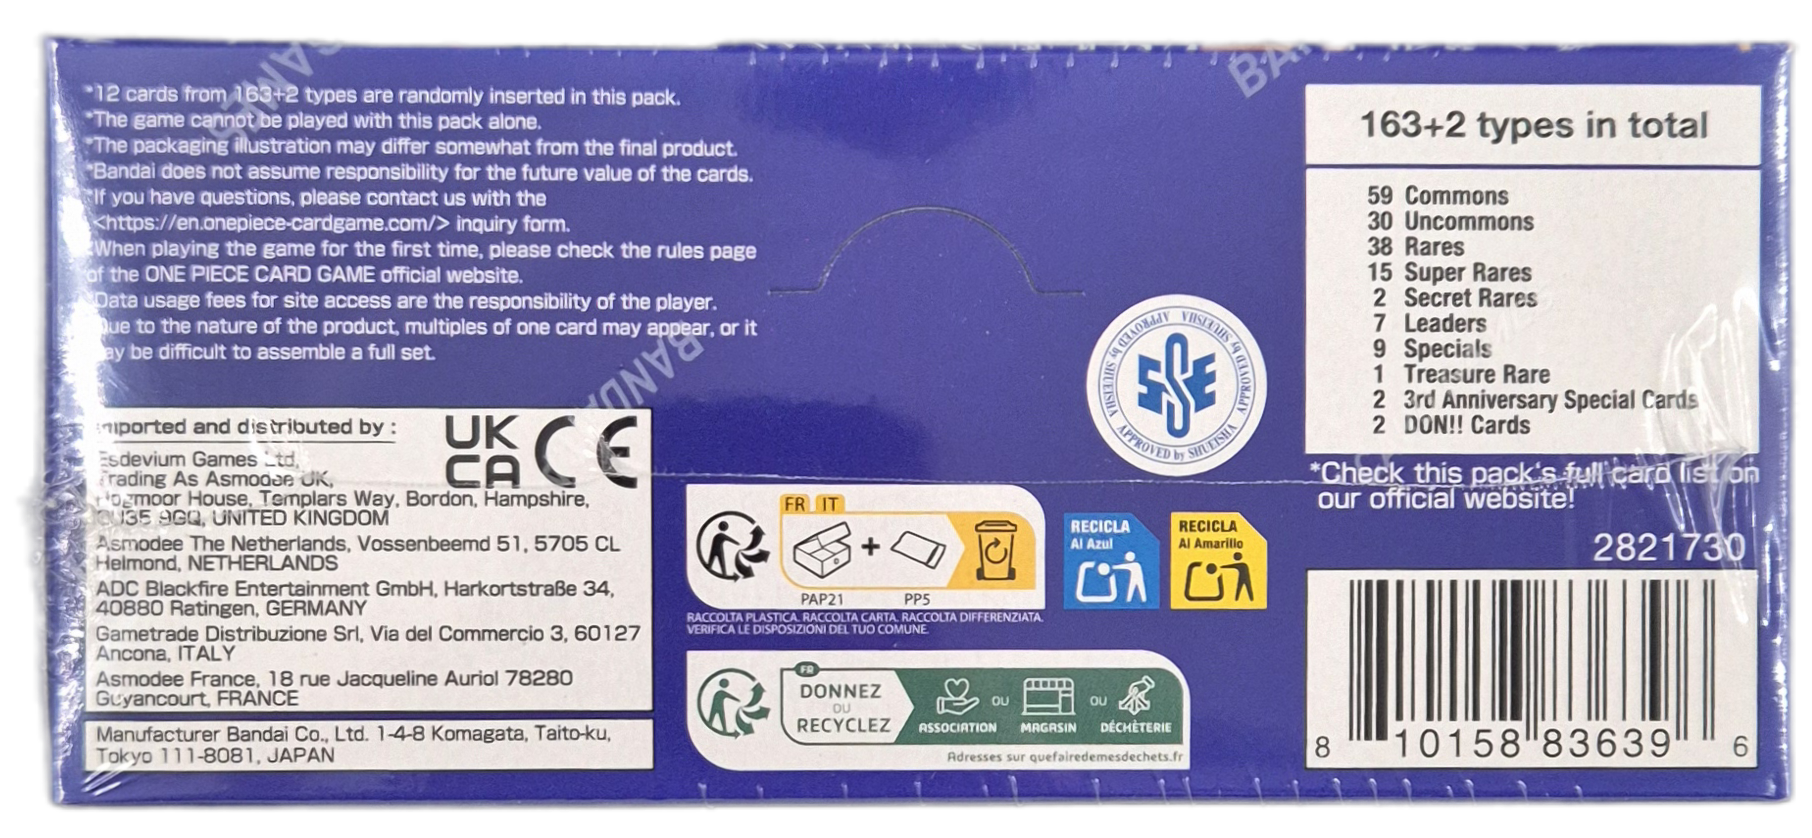 GAMES
BA
*12 cards from 163+2 types are randomly inserted in this pack.
*The game cannot be played with this pack alone.
*The packaging illustration may differ somewhat from the final product.
*Bandai does not assume responsibility for the future value of the cards.
*If you have questions, please contact us with the
<https://en.onepiece-cardgame.com/> inquiry form.
When playing the game for the first time, please check the rules page
of the ONE PIECE CARD GAME official website.
Data usage fees for site access are the responsibility of the player.
ue to the nature of the product, multiples of one card may appear, or it
ay be difficult to assemble a full set.
BANDA
163+2 types in total
59 Commons
30 Uncommons
38 Rares
15 Super Rares
2 Secret Rares
7 Leaders
9 Specials
1 Treasure Rare
2 3rd Anniversary Special Cards
2 DON!! Cards
*Check this pack's full card list on
our official website!
2821730
8 10158 83639 6
APPROVED by SHUEISHA APPROVED by SHUEISHA APPROVED by SHUEISHA
SSE
Imported and distributed by :
UK
CA
CE
Esdevium Games Ltd,
Trading As Asmodee UK,
Hogmoor House, Templars Way, Bordon, Hampshire,
GU35 9GQ, UNITED KINGDOM
Asmodee The Netherlands, Vossenbeemd 51, 5705 CL
Helmond, NETHERLANDS
ADC Blackfire Entertainment GmbH, Harkortstraße 34,
40880 Ratingen, GERMANY
Gametrade Distribuzione Srl, Via del Commercio 3, 60127
Ancona, ITALY
Asmodee France, 18 rue Jacqueline Auriol 78280
Guyancourt, FRANCE
Manufacturer Bandai Co., Ltd. 1-4-8 Komagata, Taito-ku,
Tokyo 111-8081, JAPAN
FR IT
+
PAP21 PP5
RACCOLTA PLASTICA. RACCOLTA CARTA. RACCOLTA DIFFERENZIATA.
VERIFICA LE DISPOSIZIONI DEL TUO COMUNE.
RECICLA
Al Azul
RECICLA
Al Amarillo
FR
DONNEZ
OU
RECYCLEZ
ASSOCIATION OU MAGASIN OU DÉCHÈTERIE
Adresses sur quefairedemesdechets.fr